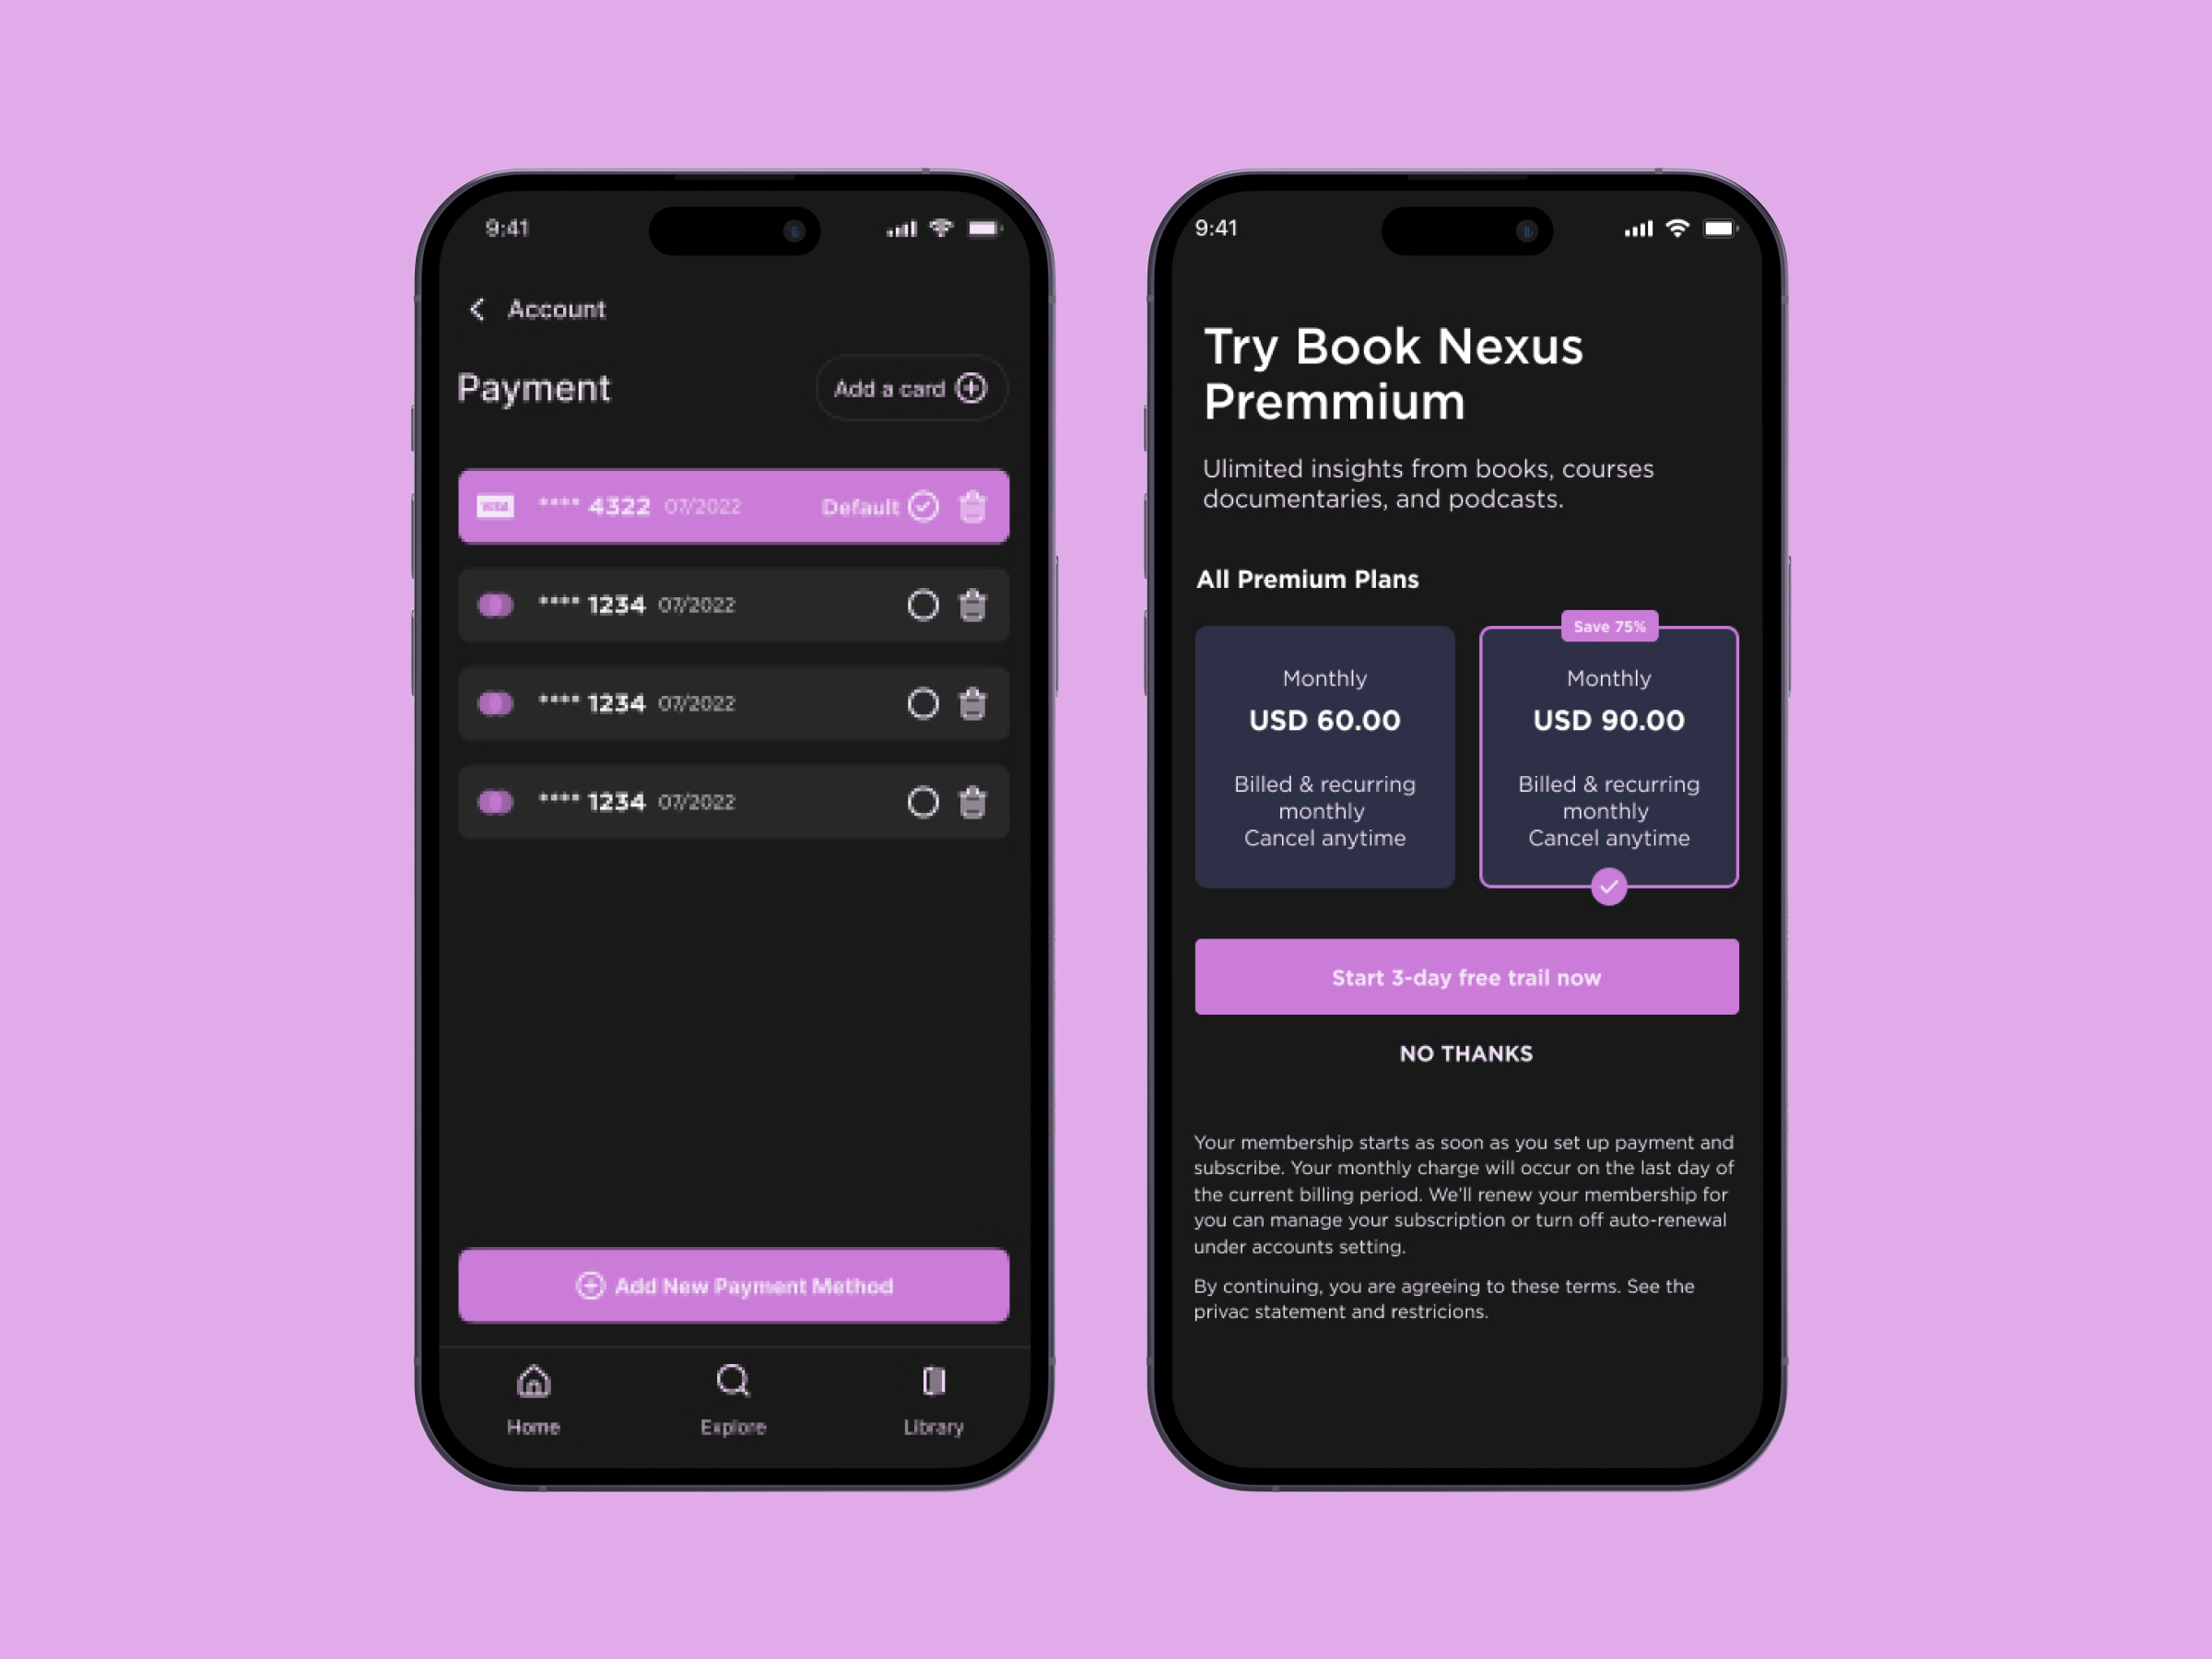 9:41
Account
Payment
Add a card
VISA
**** 4322 07/2022 Default
**** 1234 07/2022
**** 1234 07/2022
**** 1234 07/2022
Add New Payment Method
Home Explore Library
9:41
Try Book Nexus
Premmium
Ulimited insights from books, courses
documentaries, and podcasts.
All Premium Plans
Monthly
USD 60.00
Billed & recurring
monthly
Cancel anytime
Save 75%
Monthly
USD 90.00
Billed & recurring
monthly
Cancel anytime
Start 3-day free trail now
NO THANKS
Your membership starts as soon as you set up payment and
subscribe. Your monthly charge will occur on the last day of
the current billing period. We'll renew your membership for
you can manage your subscription or turn off auto-renewal
under accounts setting.
By continuing, you are agreeing to these terms. See the
privac statement and restricions.